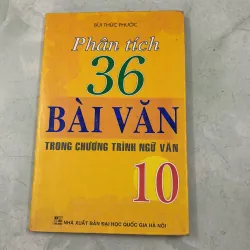 BÙI THỨC PHƯỚC
Phân tích
36
BÀI VĂN
TRONG CHƯƠNG TRÌNH NGỮ VĂN
10
NHÀ XUẤT BẢN ĐẠI HỌC QUỐC GIA HÀ NỘI